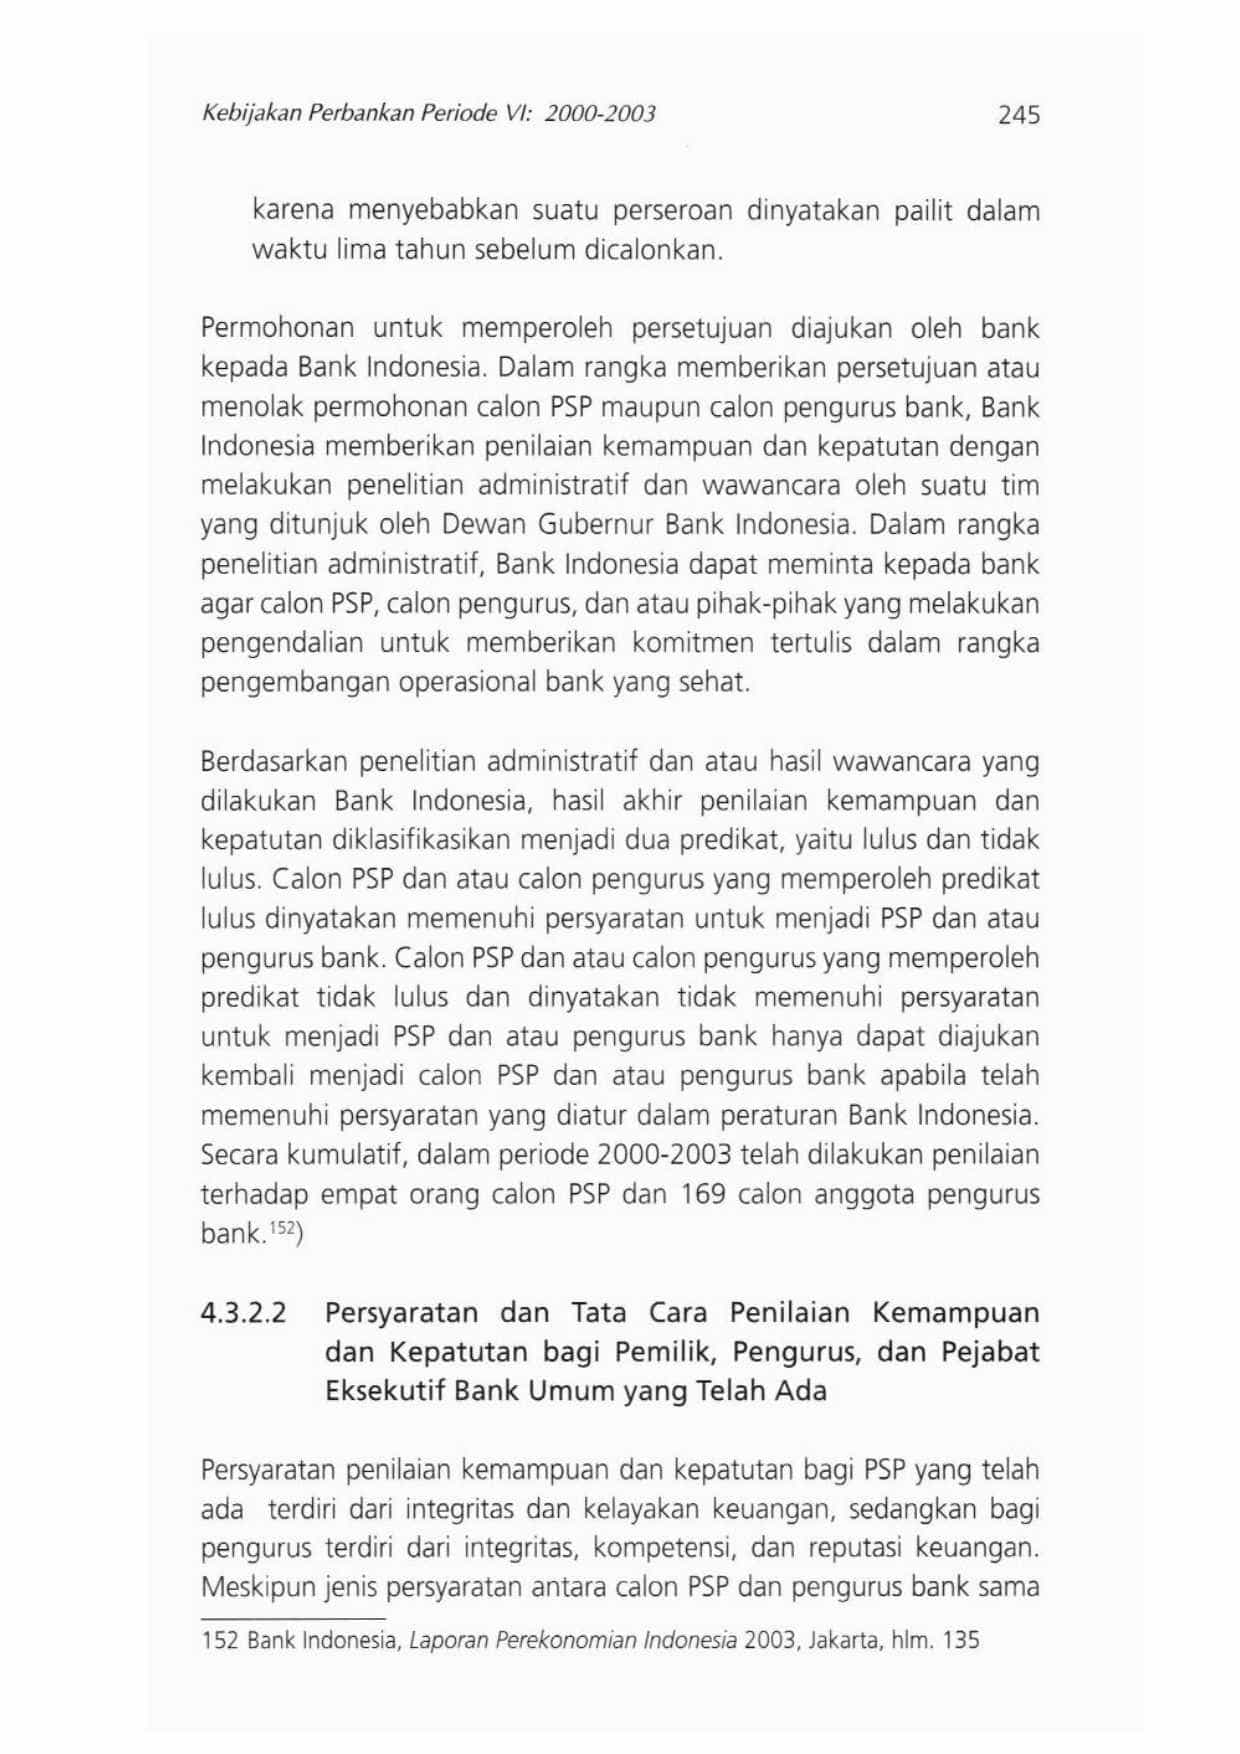 Kebijakan Perbankan Periode VI: 2000-2003 245
karena menyebabkan suatu perseroan dinyatakan pailit dalam
waktu lima tahun sebelum dicalonkan.
Permohonan untuk memperoleh persetujuan diajukan oleh bank
kepada Bank Indonesia. Dalam rangka memberikan persetujuan atau
menolak permohonan calon PSP maupun calon pengurus bank, Bank
Indonesia memberikan penilaian kemampuan dan kepatutan dengan
melakukan penelitian administratif dan wawancara oleh suatu tim
yang ditunjuk oleh Dewan Gubernur Bank Indonesia. Dalam rangka
penelitian administratif, Bank Indonesia dapat meminta kepada bank
agar calon PSP, calon pengurus, dan atau pihak-pihak yang melakukan
pengendalian untuk memberikan komitmen tertulis dalam rangka
pengembangan operasional bank yang sehat.
Berdasarkan penelitian administratif dan atau hasil wawancara yang
dilakukan Bank Indonesia, hasil akhir penilaian kemampuan dan
kepatutan diklasifikasikan menjadi dua predikat, yaitu lulus dan tidak
lulus. Calon PSP dan atau calon pengurus yang memperoleh predikat
lulus dinyatakan memenuhi persyaratan untuk menjadi PSP dan atau
pengurus bank. Calon PSP dan atau calon pengurus yang memperoleh
predikat tidak lulus dan dinyatakan tidak memenuhi persyaratan
untuk menjadi PSP dan atau pengurus bank hanya dapat diajukan
kembali menjadi calon PSP dan atau pengurus bank apabila telah
memenuhi persyaratan yang diatur dalam peraturan Bank Indonesia.
Secara kumulatif, dalam periode 2000-2003 telah dilakukan penilaian
terhadap empat orang calon PSP dan 169 calon anggota pengurus
bank.152)
4.3.2.2 Persyaratan dan Tata Cara Penilaian Kemampuan
dan Kepatutan bagi Pemilik, Pengurus, dan Pejabat
Eksekutif Bank Umum yang Telah Ada
Persyaratan penilaian kemampuan dan kepatutan bagi PSP yang telah
ada terdiri dari integritas dan kelayakan keuangan, sedangkan bagi
pengurus terdiri dari integritas, kompetensi, dan reputasi keuangan.
Meskipun jenis persyaratan antara calon PSP dan pengurus bank sama
152 Bank Indonesia, Laporan Perekonomian Indonesia 2003, Jakarta, hlm. 135